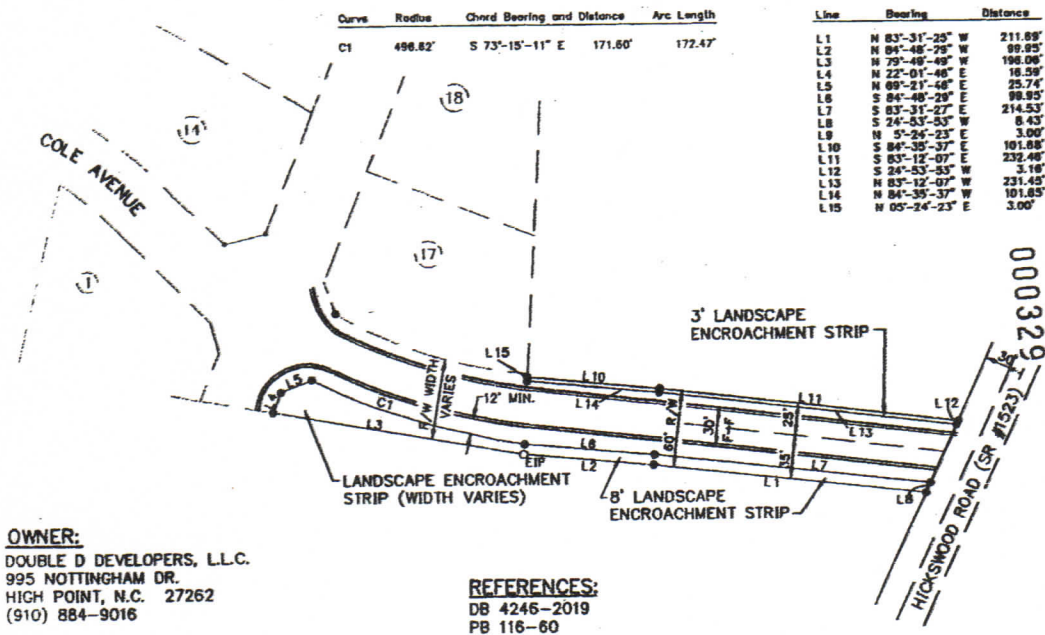 Curve Radius Chord Bearing and Distance Arc Length
C1 496.62' S 73°-15'-11" E 171.60' 172.47'
Line Bearing Distance
L1 N 83°-31'-25" W 211.69'
L2 N 84°-48'-29" W 99.95'
L3 N 79°-49'-49" W 196.06'
L4 N 22°-01'-46" E 16.59'
L5 N 69°-21'-46" E 25.74'
L6 S 84°-48'-29" E 99.95'
L7 S 83°-31'-27" E 214.53'
L8 S 24°-53'-53" W 8.43'
L9 N 5°-24'-23" E 3.00'
L10 S 84°-35'-37" E 101.68'
L11 S 83°-12'-07" E 232.46'
L12 S 24°-53'-53" W 3.16'
L13 N 83°-12'-07" W 231.45'
L14 N 84°-35'-37" W 101.65'
L15 N 05°-24'-23" E 3.00'
18
14
COLE AVENUE
17
1
000329
3' LANDSCAPE
ENCROACHMENT STRIP
30'
L15
L10
L14
L11
L12
L13
L5
L4
C1
R/W WIDTH
VARIES
12' MIN.
60' R/W
30'
F-F
25'
35'
L3
L6
EIP
L2
L7
L1
L8
LANDSCAPE ENCROACHMENT
STRIP (WIDTH VARIES)
8' LANDSCAPE
ENCROACHMENT STRIP
HICKSWOOD ROAD (SR #1523)
OWNER:
DOUBLE D DEVELOPERS, L.L.C.
995 NOTTINGHAM DR.
HIGH POINT, N.C. 27262
(910) 884-9016
REFERENCES:
DB 4246-2019
PB 116-60